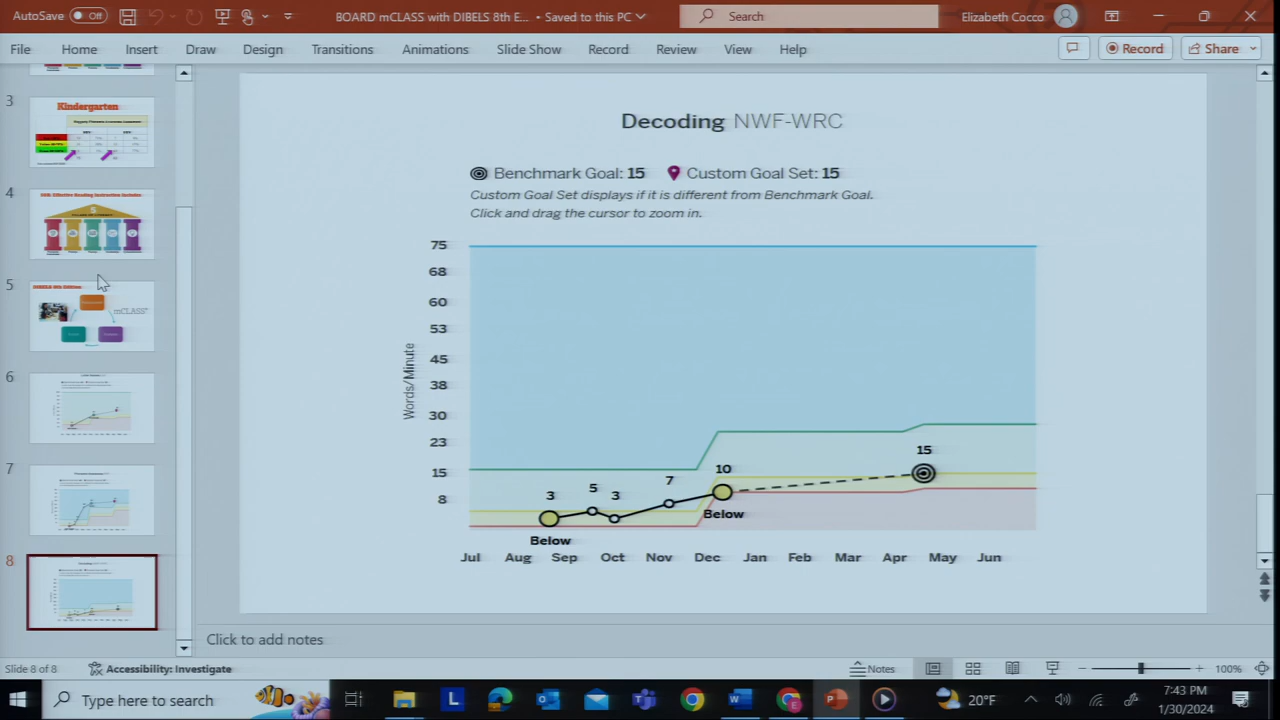 AutoSave Off BOARD mClASS with DIBELS 8th E... • Saved to this PC Search Elizabeth Cocco
File Home Insert Draw Design Transitions Animations Slide Show Record Review View Help Record Share
3
Kindergarten
4
5
DIBELS 8th Edition
mCLASS
6
7
8
Decoding NWF-WRC
Benchmark Goal: 15 Custom Goal Set: 15
Custom Goal Set displays if it is different from Benchmark Goal.
Click and drag the cursor to zoom in.
Words/Minute
75
68
60
53
45
38
30
23
15
8
3 5 3 7 10 15
Below Below
Jul Aug Sep Oct Nov Dec Jan Feb Mar Apr May Jun
Click to add notes
Slide 8 of 8 Accessibility: Investigate Notes 100%
Type here to search 20°F 7:43 PM
1/30/2024